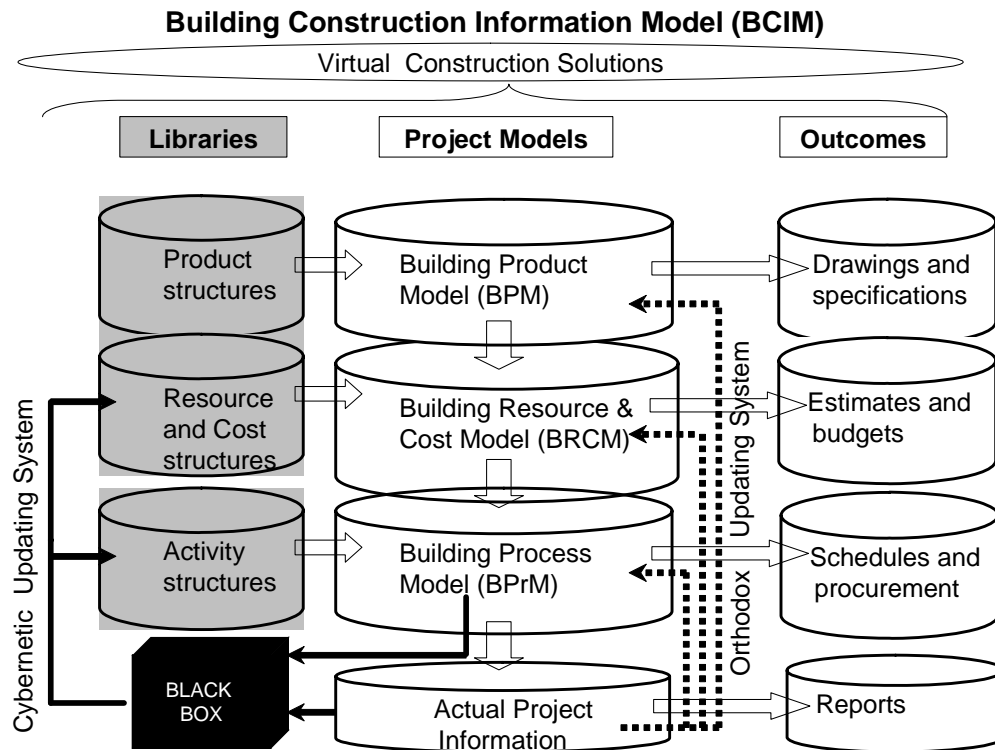 Building Construction Information Model (BCIM)
Virtual Construction Solutions
Libraries
Project Models
Outcomes
Product
structures
Building Product
Model (BPM)
Drawings and
specifications
Resource
and Cost
structures
Building Resource &
Cost Model (BRCM)
Estimates and
budgets
Activity
structures
Building Process
Model (BPrM)
Schedules and
procurement
BLACK
BOX
Actual Project
Information
Reports
Cybernetic Updating System
Orthodox Updating System